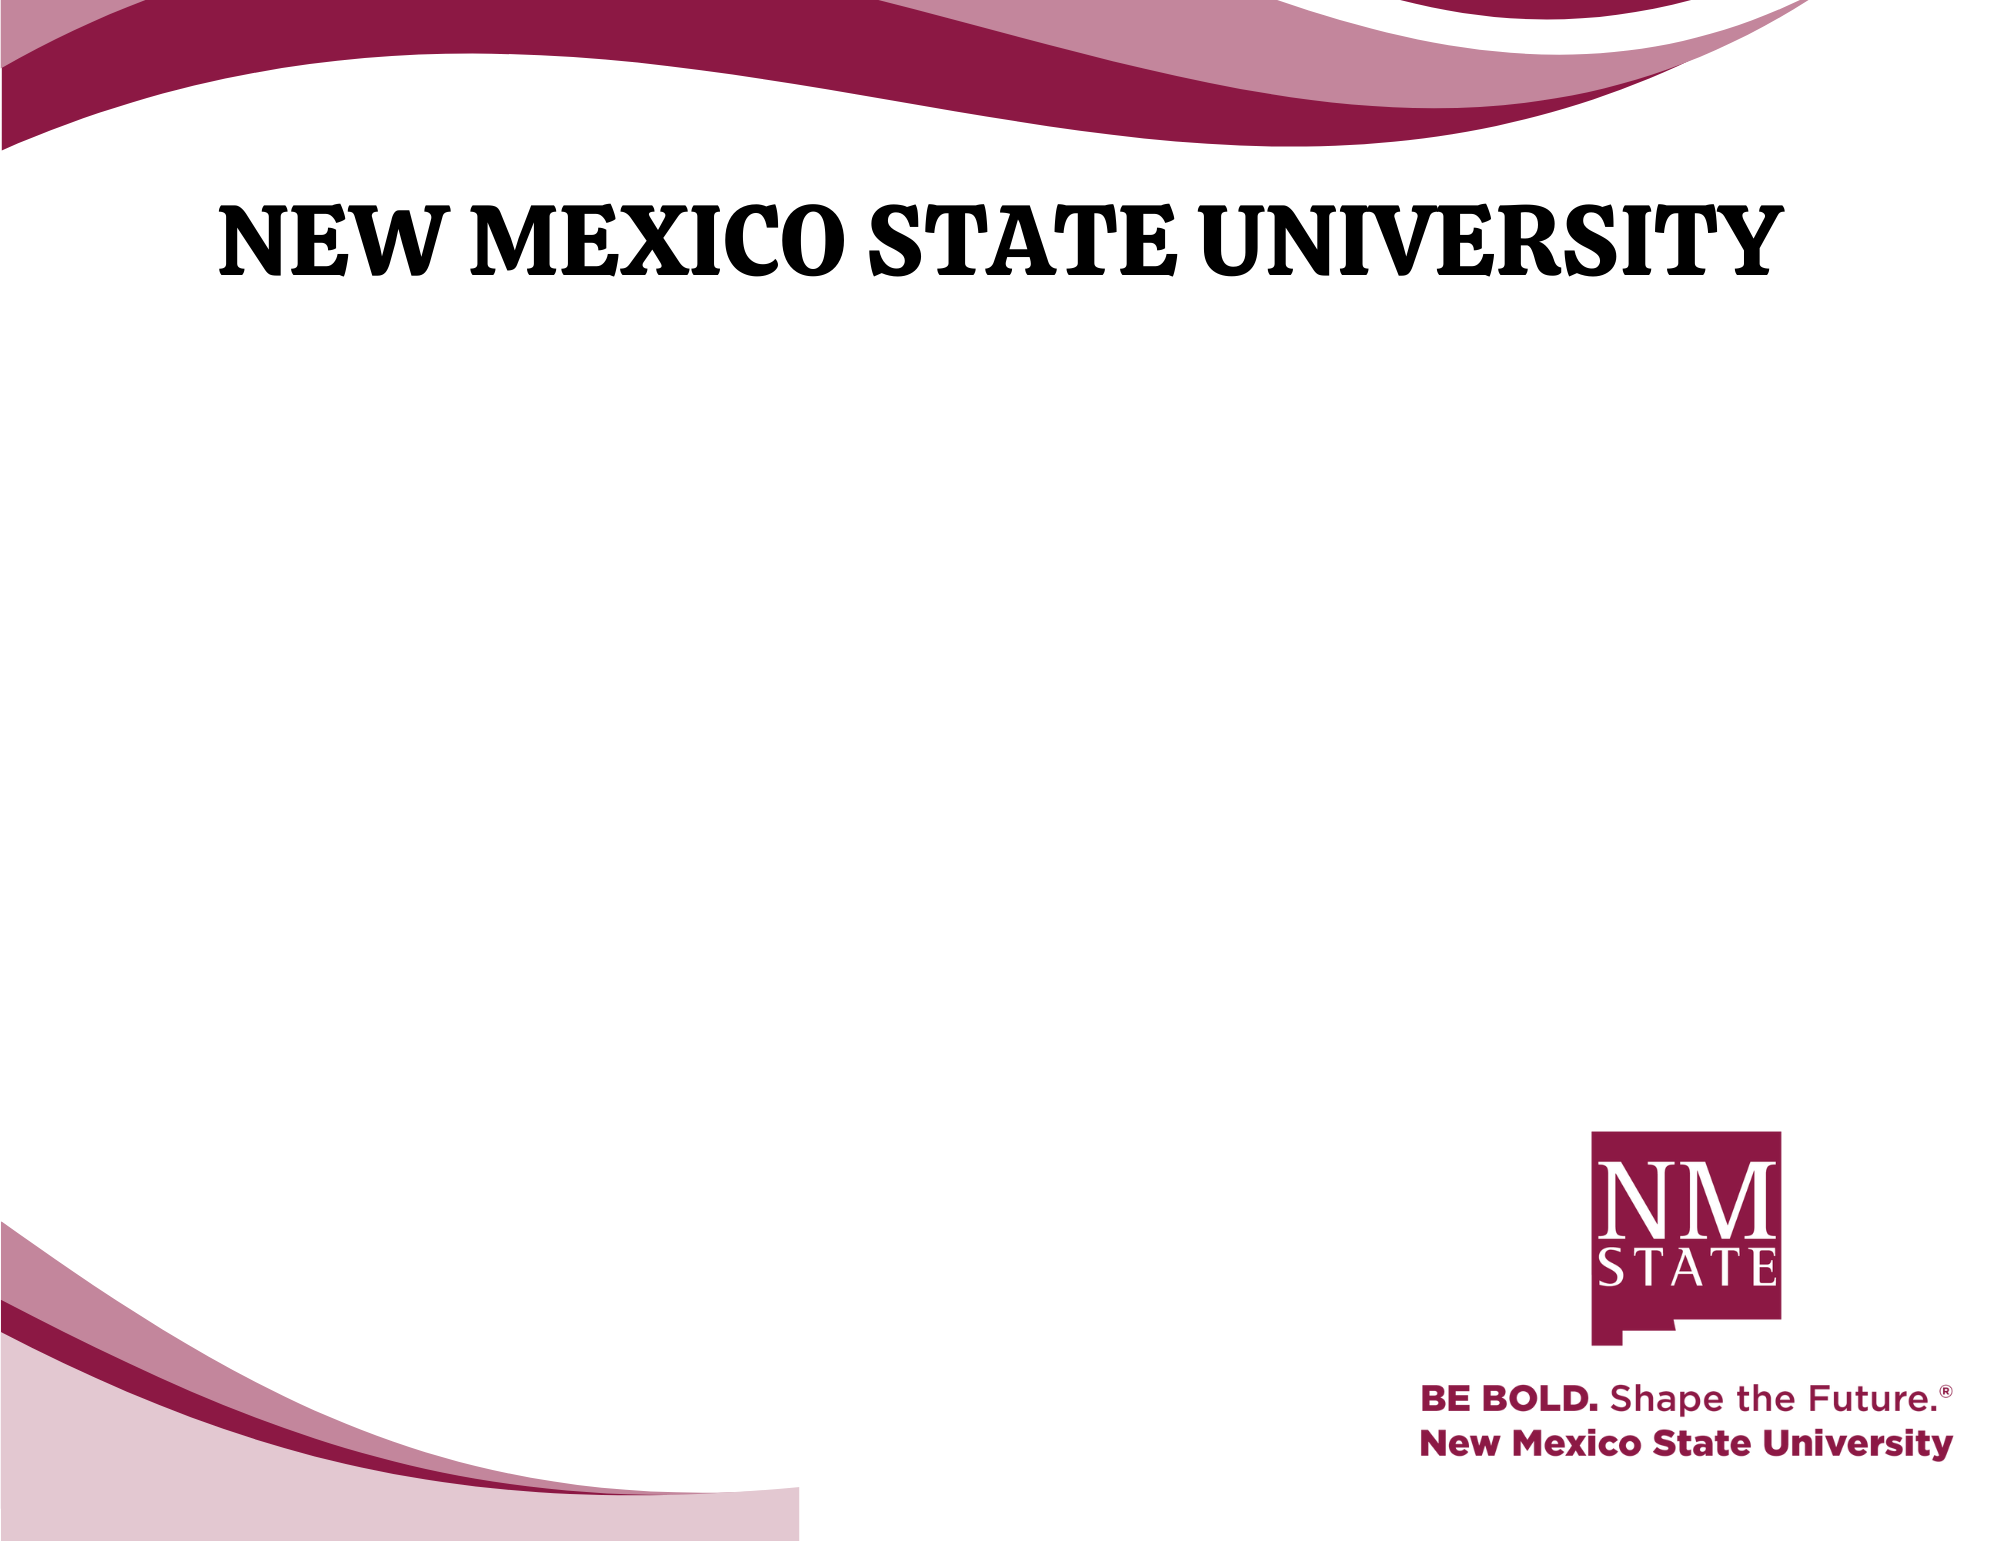 NEW MEXICO STATE UNIVERSITY
NM
STATE
BE BOLD. Shape the Future.®
New Mexico State University